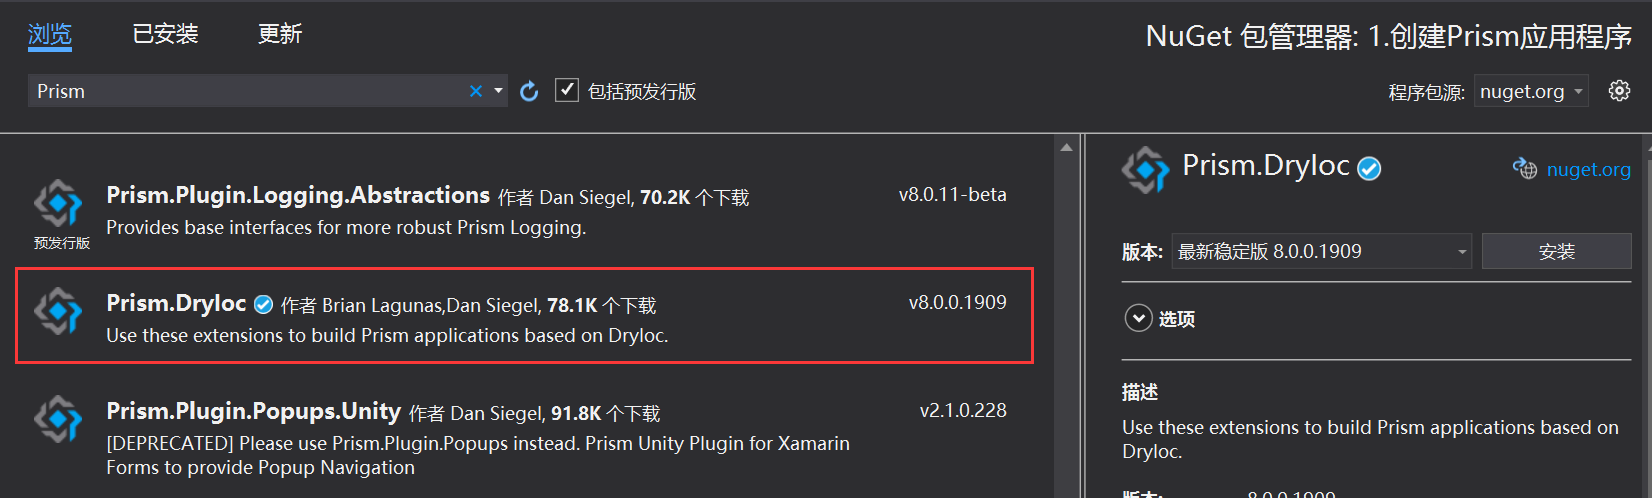 浏览 已安装 更新 NuGet 包管理器: 1.创建Prism应用程序
Prism 包括预发行版 程序包源: nuget.org
Prism.Plugin.Logging.Abstractions 作者 Dan Siegel, 70.2K 个下载 v8.0.11-beta
Provides base interfaces for more robust Prism Logging.
预发行版
Prism.DryIoc 作者 Brian Lagunas,Dan Siegel, 78.1K 个下载 v8.0.0.1909
Use these extensions to build Prism applications based on DryIoc.
Prism.Plugin.Popups.Unity 作者 Dan Siegel, 91.8K 个下载 v2.1.0.228
[DEPRECATED] Please use Prism.Plugin.Popups instead. Prism Unity Plugin for Xamarin
Forms to provide Popup Navigation
Prism.DryIoc nuget.org
版本: 最新稳定版 8.0.0.1909 安装
选项
描述
Use these extensions to build Prism applications based on
DryIoc.
版本: 8.0.0.1909